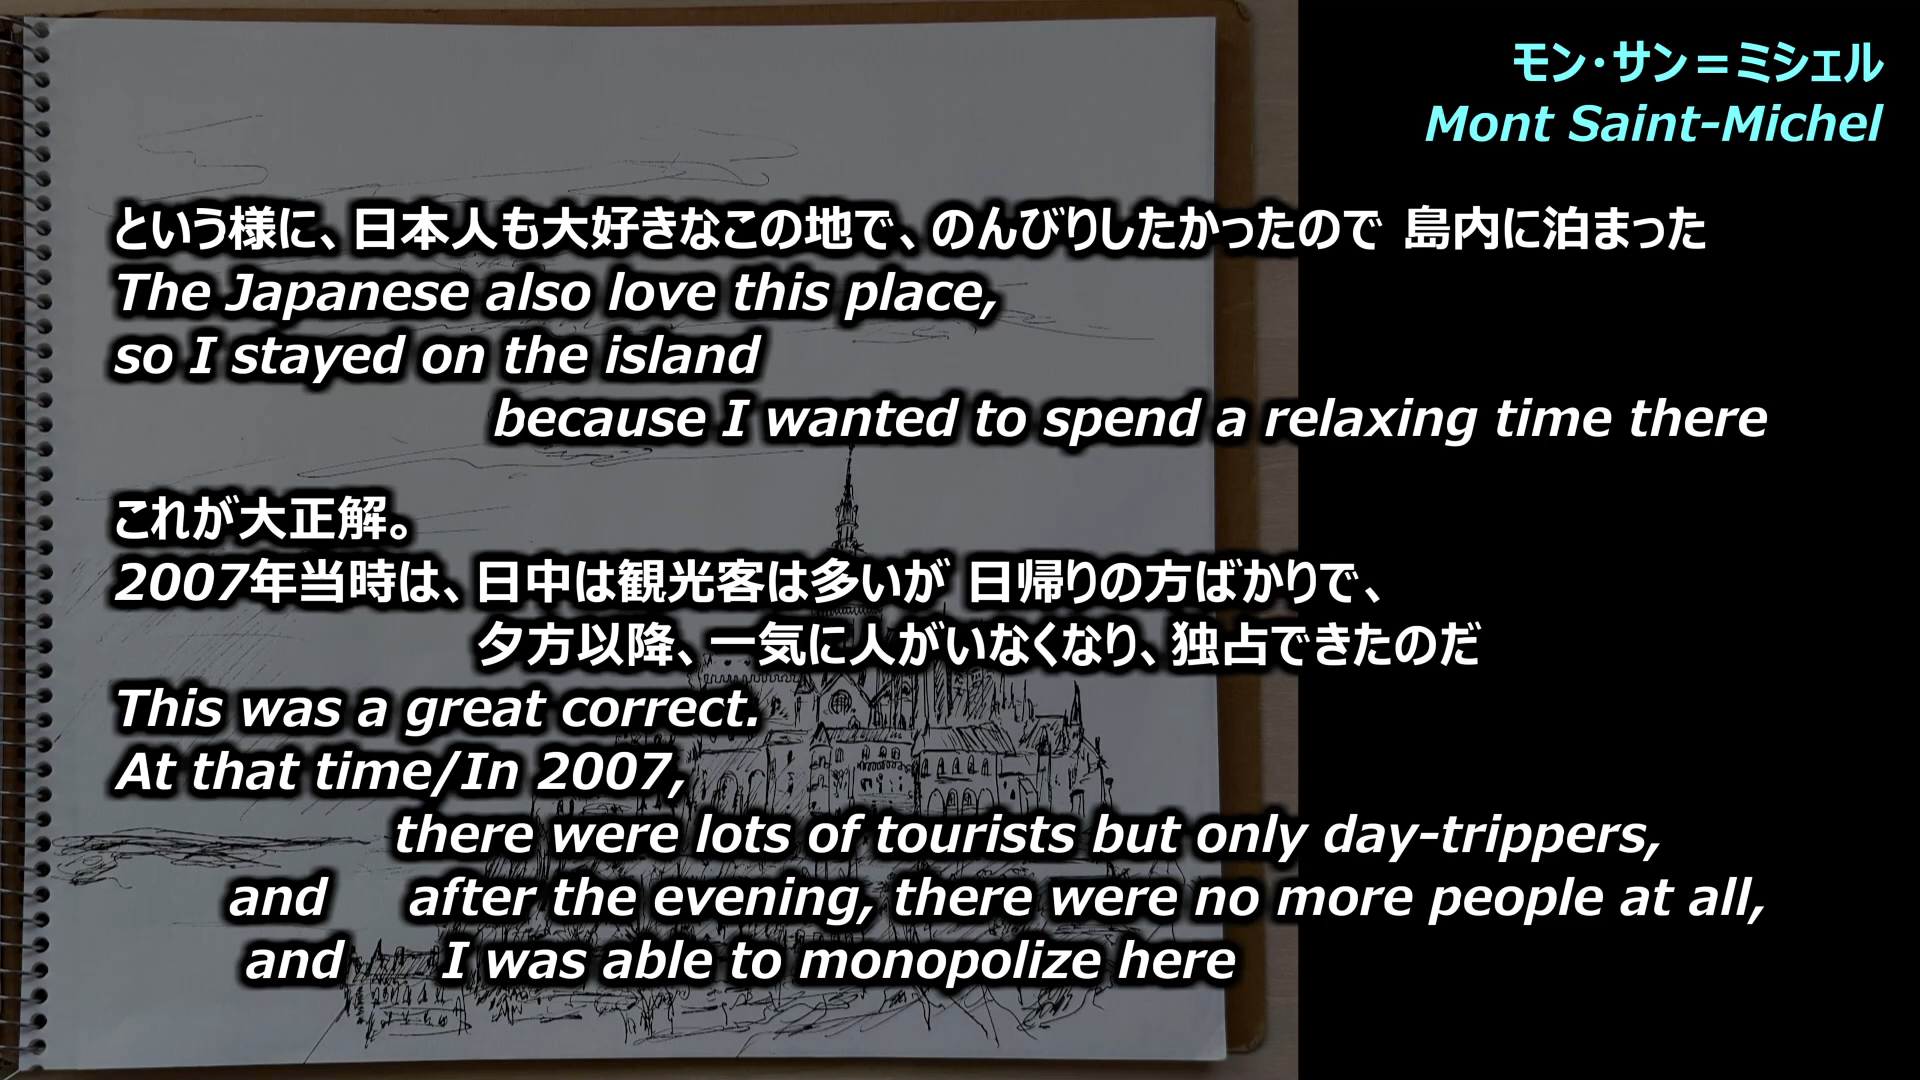 モン・サン＝ミシェル
Mont Saint-Michel
という様に、日本人も大好きなこの地で、のんびりしたかったので 島内に泊まった
The Japanese also love this place,
so I stayed on the island
because I wanted to spend a relaxing time there
これが大正解。
2007年当時は、日中は観光客は多いが 日帰りの方ばかりで、
夕方以降、一気に人がいなくなり、独占できたのだ
This was a great correct.
At that time/In 2007,
there were lots of tourists but only day-trippers,
and after the evening, there were no more people at all,
and I was able to monopolize here